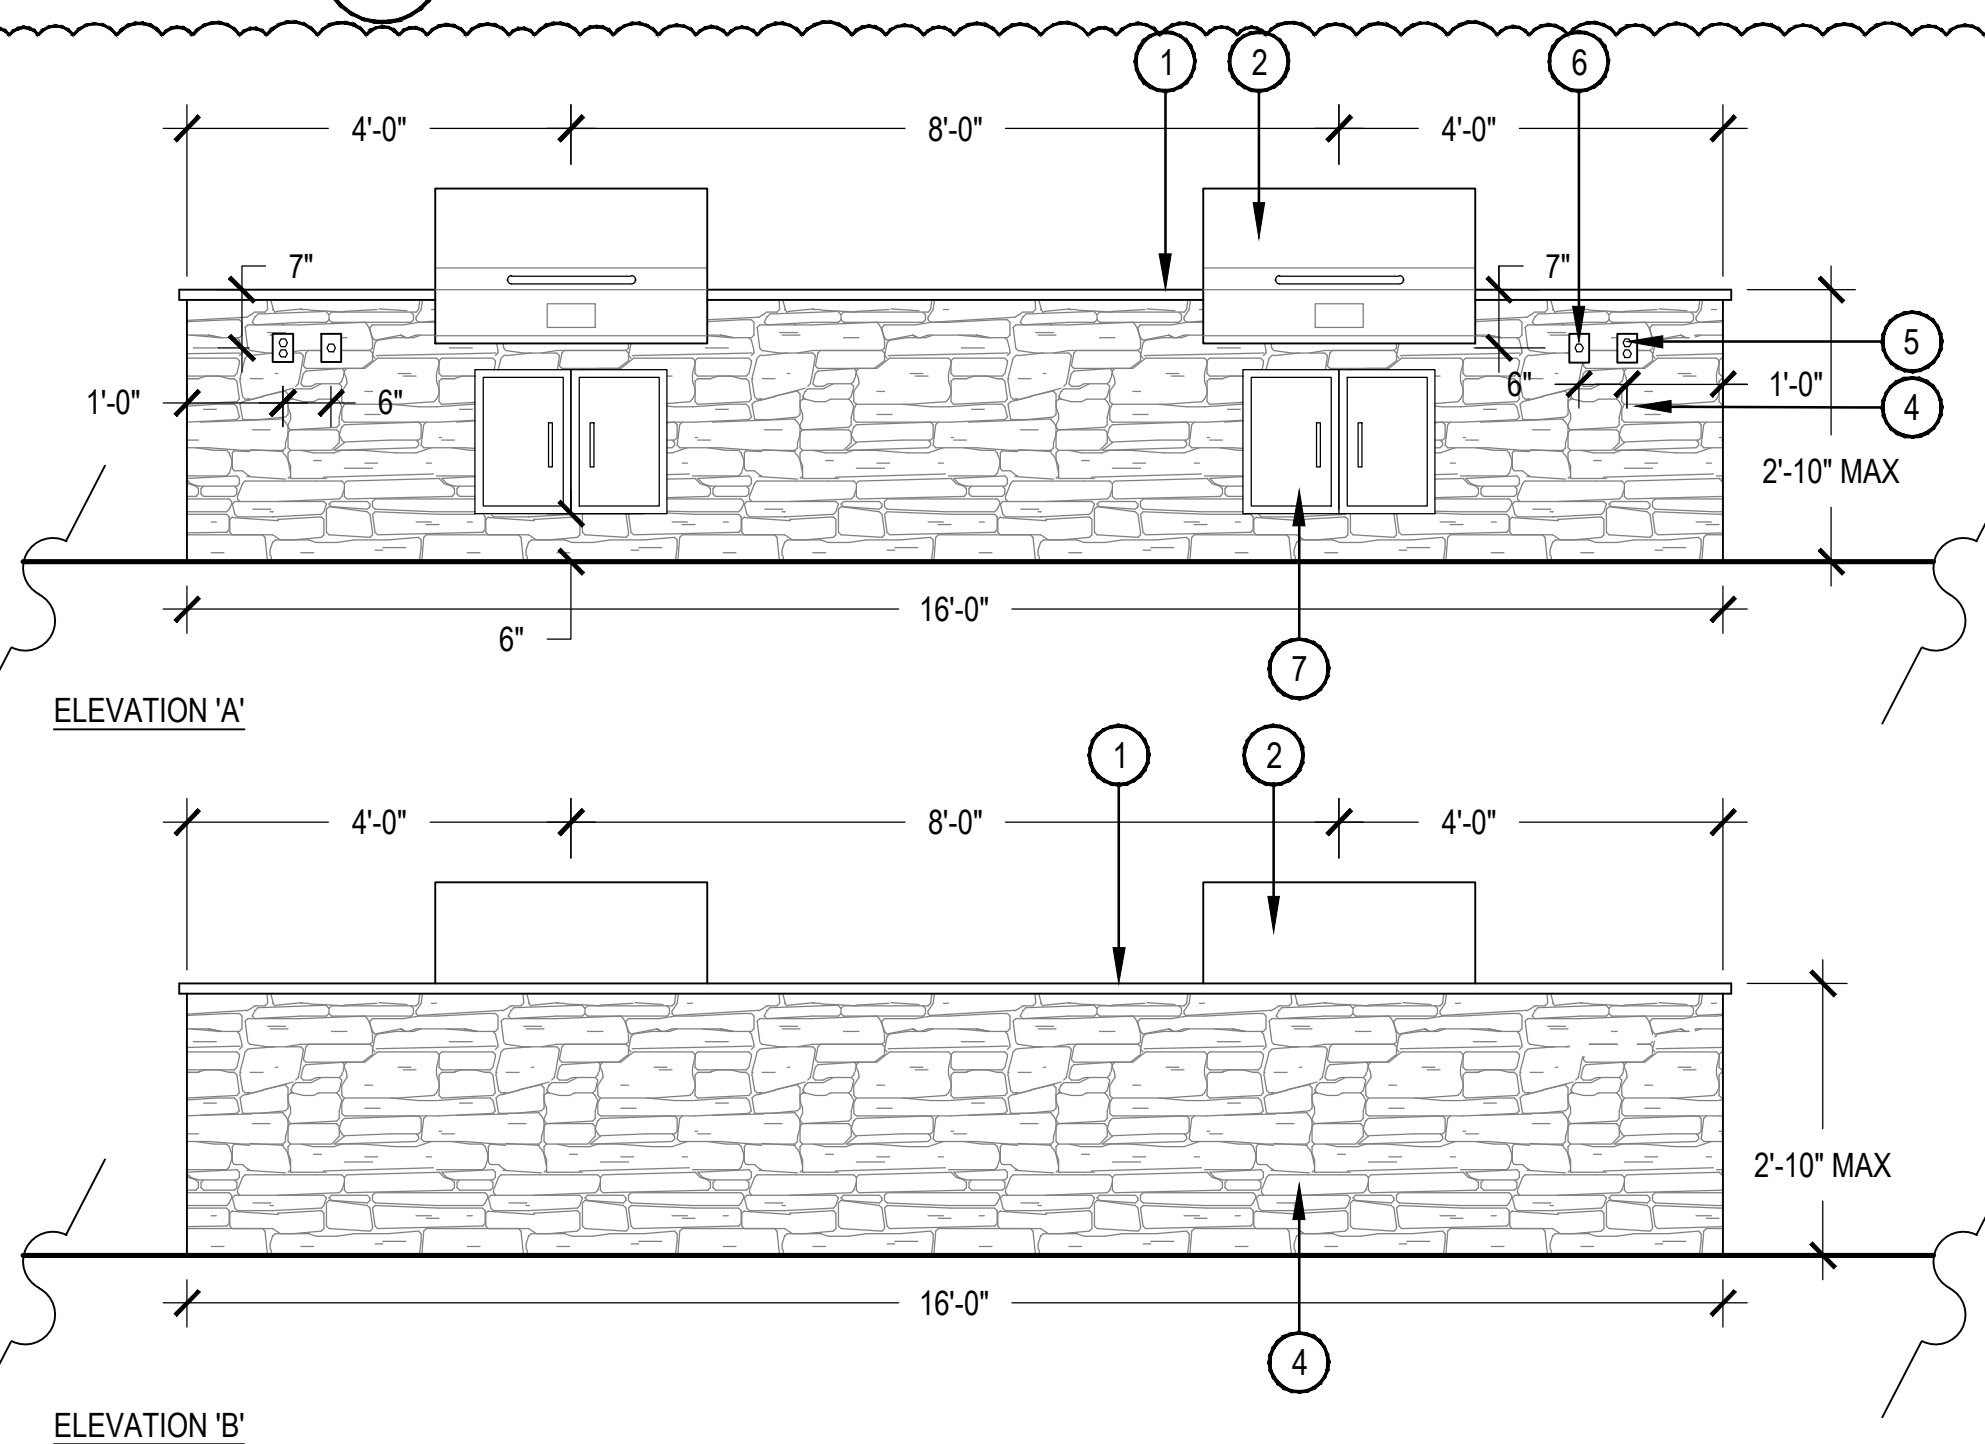 1 2 6
4'-0" 8'-0" 4'-0"
7" 7"
5
1'-0" 6" 6" 1'-0"
4
2'-10" MAX
16'-0"
6"
7
ELEVATION 'A'
1 2
4'-0" 8'-0" 4'-0"
2'-10" MAX
16'-0"
4
ELEVATION 'B'